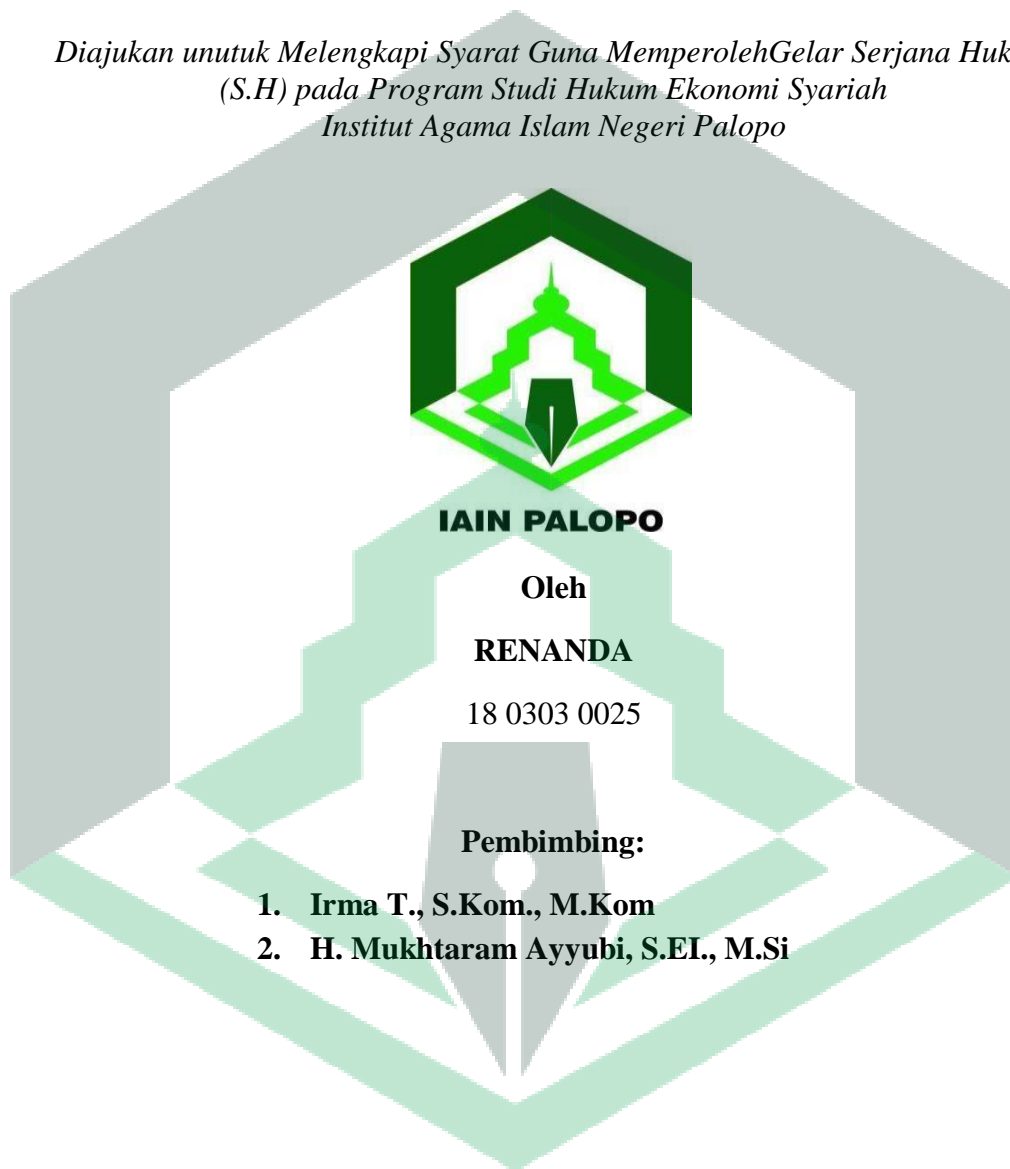 Diajukan unutuk Melengkapi Syarat Guna MemperolehGelar Serjana Huk
(S.H) pada Program Studi Hukum Ekonomi Syariah
Institut Agama Islam Negeri Palopo
IAIN PALOPO
Oleh
RENANDA
18 0303 0025
Pembimbing:
1. Irma T., S.Kom., M.Kom
2. H. Mukhtaram Ayyubi, S.EI., M.Si